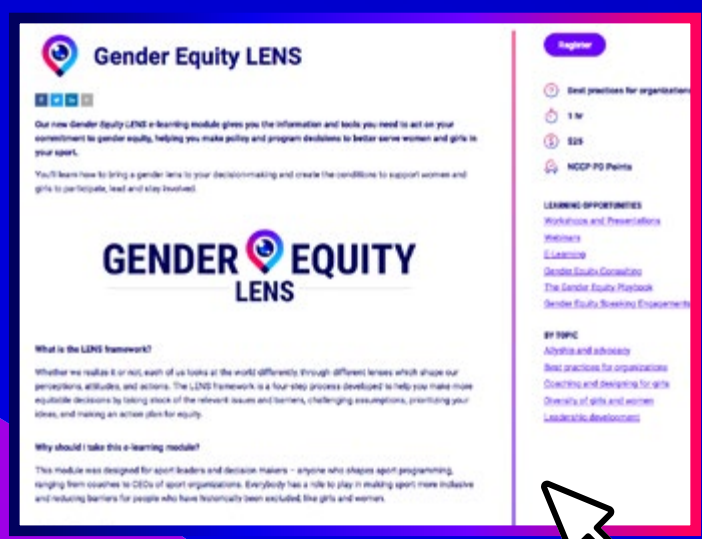 Gender Equity LENS
Our new Gender Equity LENS e-learning module gives you the information and tools you need to act on your
commitment to gender equity, helping you make policy and program decisions to better serve women and girls in
your sport.
You'll learn how to bring a gender lens to your decision-making and create the conditions to support women and
girls to participate, lead and stay involved.
GENDER EQUITY
LENS
What is the LENS framework?
Whether we realize it or not, each of us looks at the world differently, through different lenses which shape our
perceptions, attitudes, and actions. The LENS framework is a four-step process developed to help you make more
equitable decisions by taking stock of the relevant issues and barriers, challenging assumptions, prioritizing your
ideas, and making an action plan for equity.
Why should I take this e-learning module?
This module was designed for sport leaders and decision makers – anyone who shapes sport programming,
ranging from coaches to CEOs of sport organizations. Everybody has a role to play in making sport more inclusive
and reducing barriers for people who have historically been excluded, like girls and women.
Register
Best practices for organizations
1 hr
$25
NCCP PD Points
LEARNING OPPORTUNITIES
Workshops and Presentations
Webinars
E-Learning
Gender Equity Consulting
The Gender Equity Playbook
Gender Equity Speaking Engagements
BY TOPIC
Allyship and advocacy
Best practices for organizations
Coaching and designing for girls
Diversity of girls and women
Leadership development